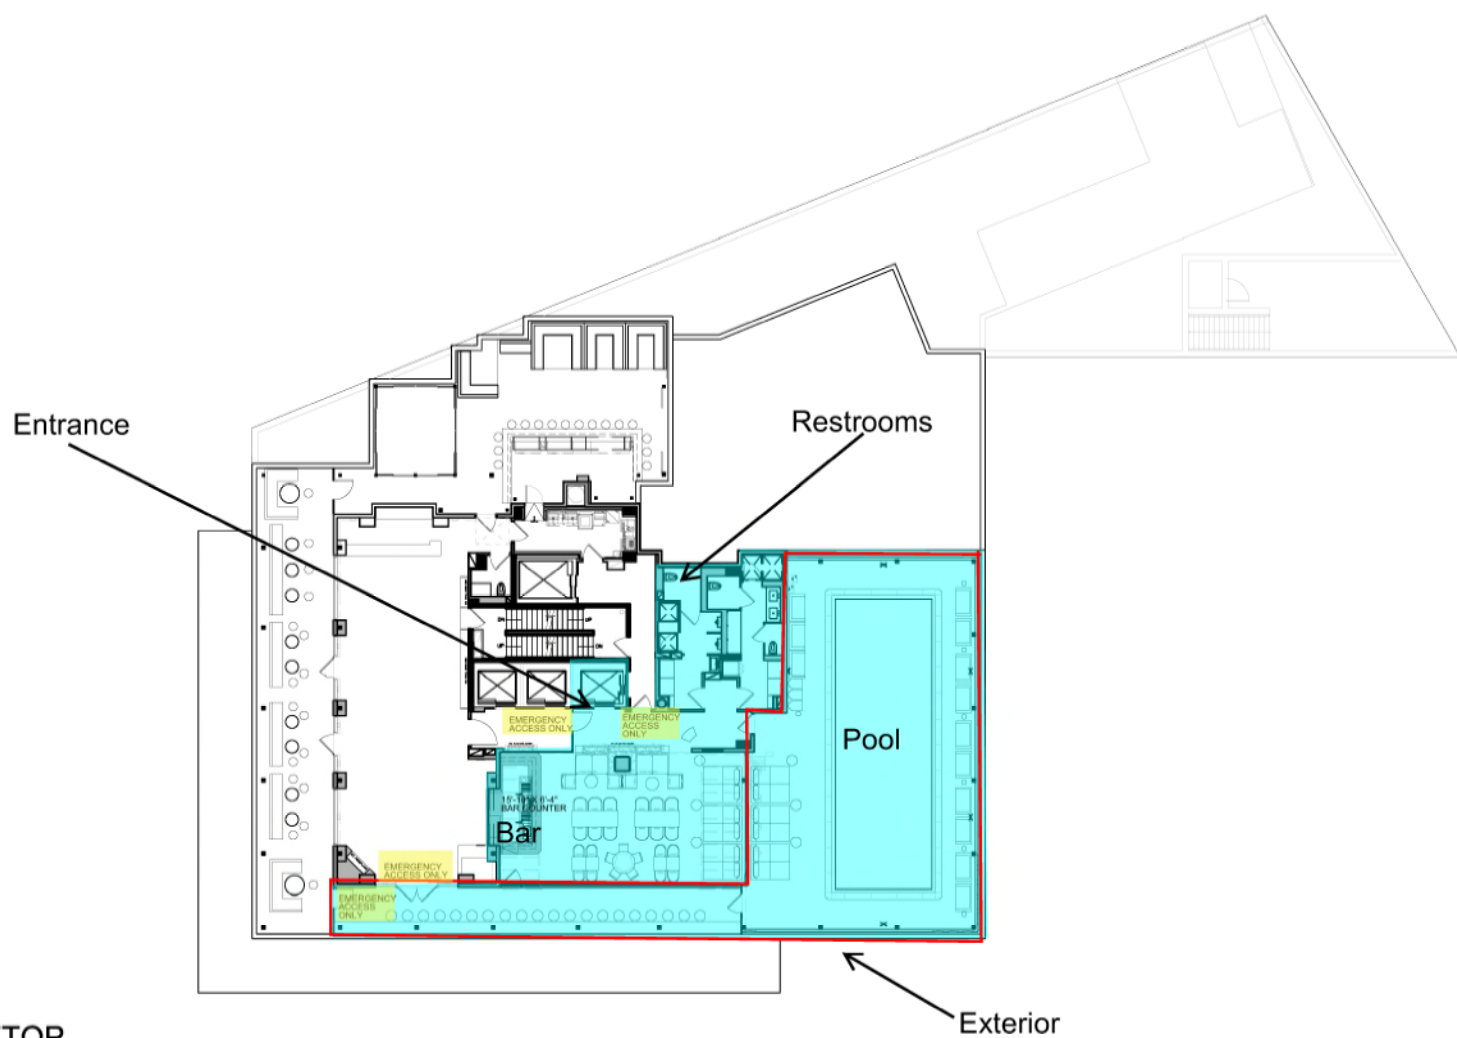 Entrance
Restrooms
EMERGENCY
ACCESS ONLY
EMERGENCY
ACCESS
ONLY
Pool
BAR COUNTER
Bar
EMERGENCY
ACCESS ONLY
EMERGENCY
ACCESS
ONLY
Exterior